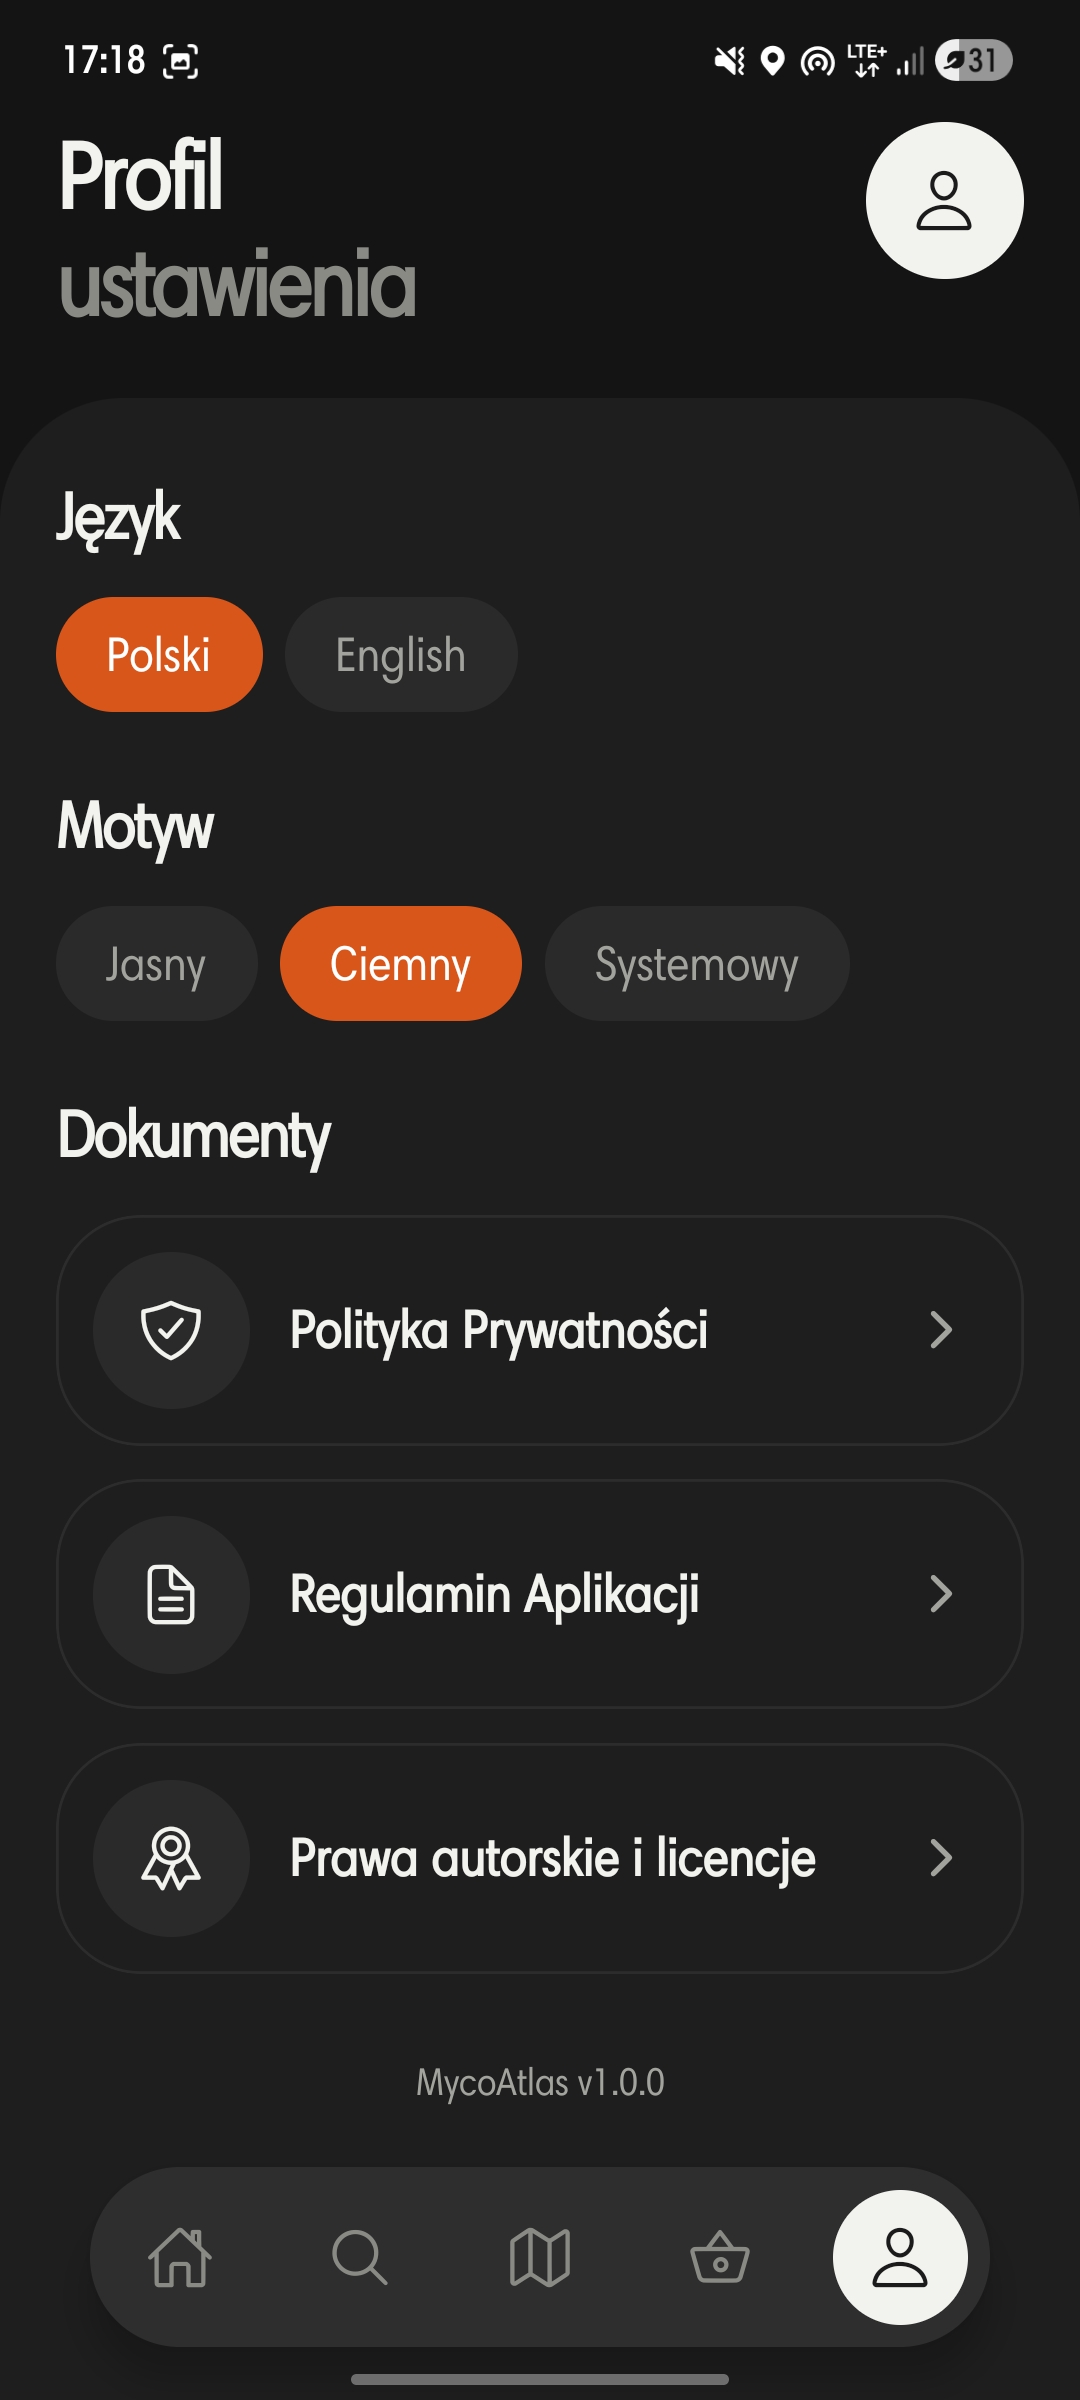 17:18
LTE+
31
Profil
ustawienia
Język
Polski
English
Motyw
Jasny
Ciemny
Systemowy
Dokumenty
Polityka Prywatności
Regulamin Aplikacji
Prawa autorskie i licencje
MycoAtlas v1.0.0